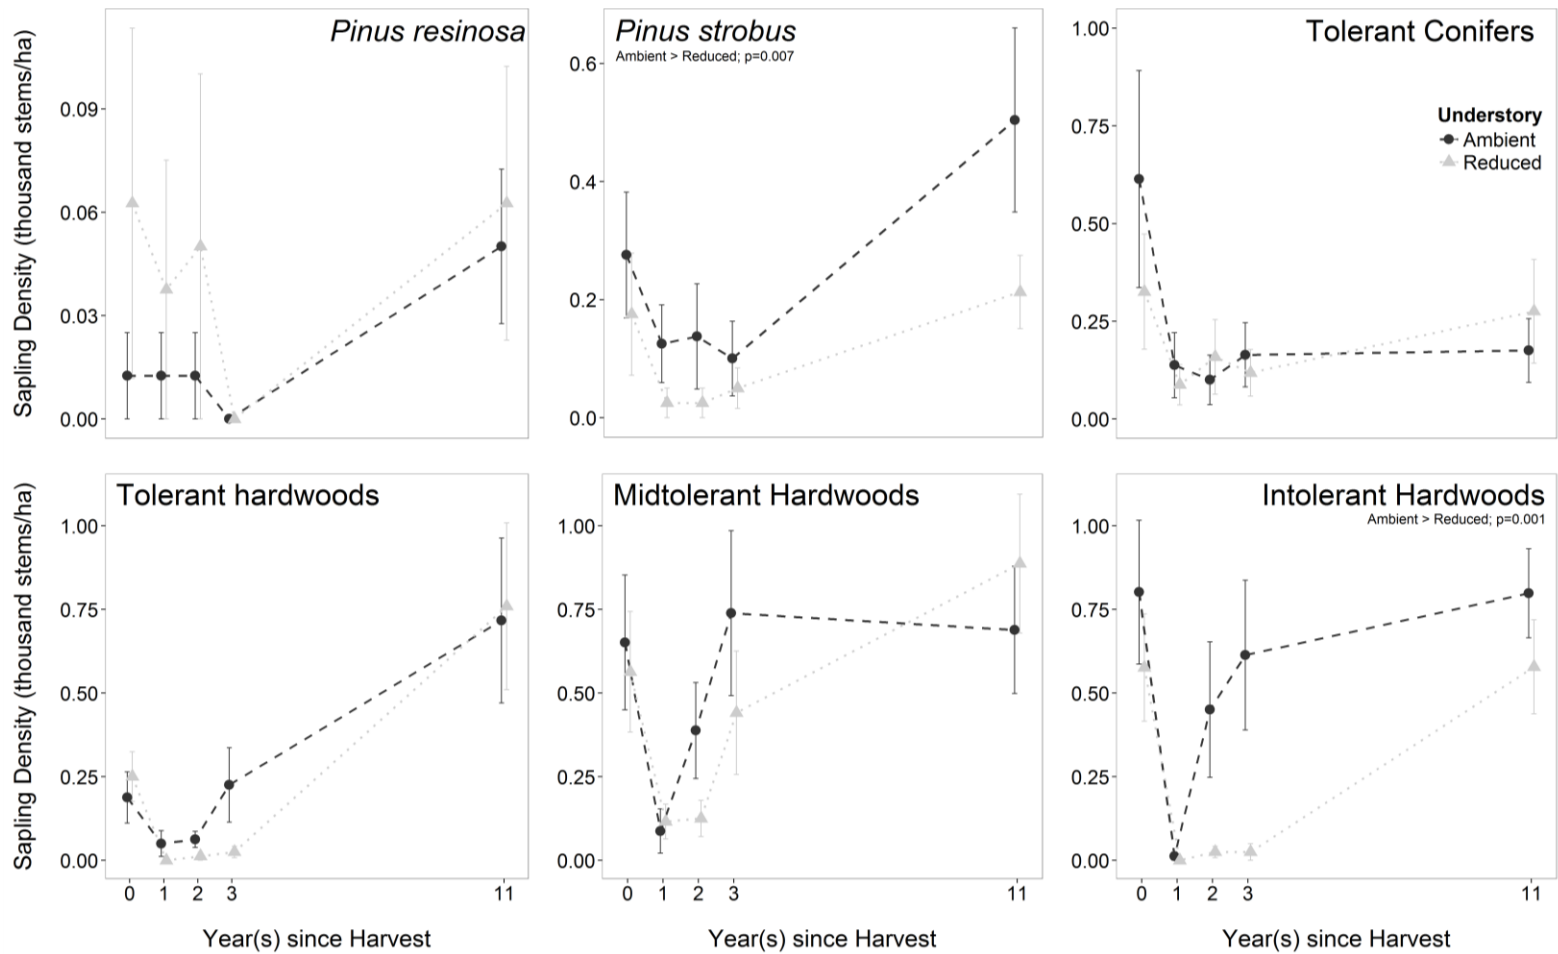 Pinus resinosa
Sapling Density (thousand stems/ha)
0.09
0.06
0.03
0.00
Pinus strobus
Ambient > Reduced; p=0.007
0.6
0.4
0.2
0.0
Tolerant Conifers
1.00
0.75
0.50
0.25
0.00
Understory
Ambient
Reduced
Tolerant hardwoods
Sapling Density (thousand stems/ha)
1.00
0.75
0.50
0.25
0.00
0 1 2 3 11
Year(s) since Harvest
Midtolerant Hardwoods
1.00
0.75
0.50
0.25
0.00
0 1 2 3 11
Year(s) since Harvest
Intolerant Hardwoods
Ambient > Reduced; p=0.001
1.00
0.75
0.50
0.25
0.00
0 1 2 3 11
Year(s) since Harvest